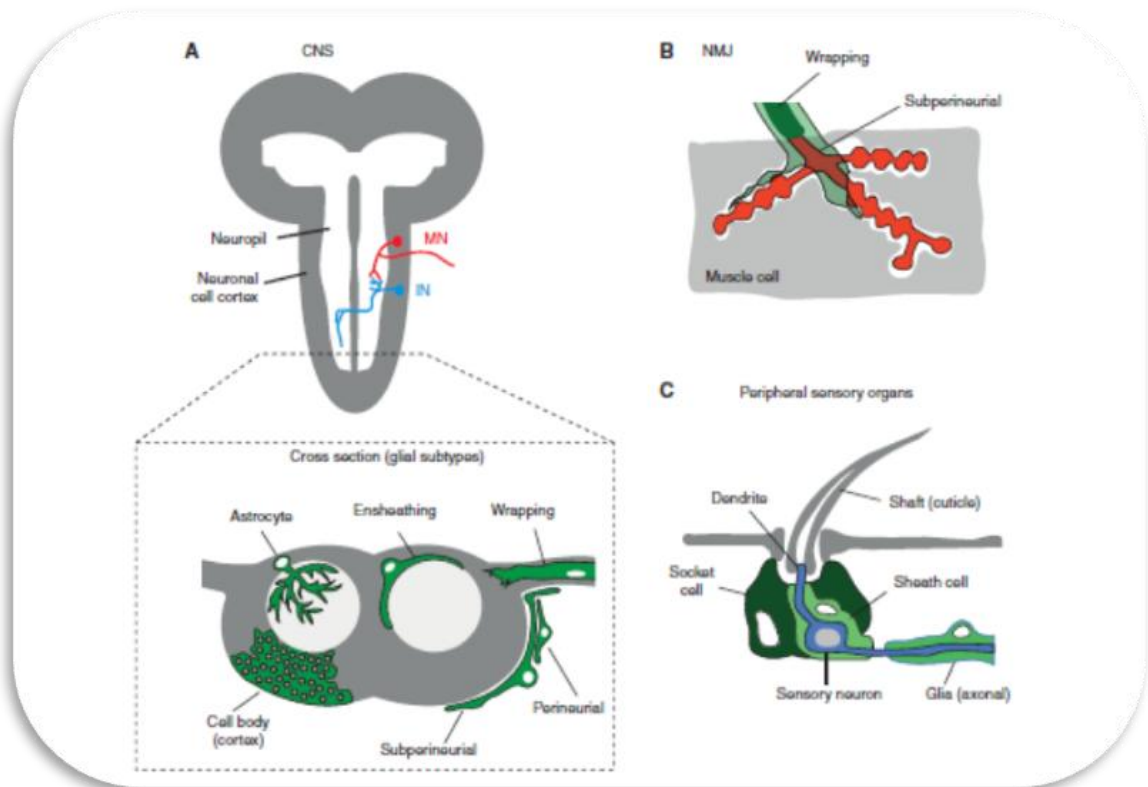 A CNS
Neuropil
Neuronal
cell cortex
MN
IN
Cross section (glial subtypes)
Astrocyte
Ensheathing
Wrapping
Cell body
(cortex)
Subperineurial
Perineurial
B NMJ
Wrapping
Subperineurial
Muscle cell
C Peripheral sensory organs
Dendrite
Shaft (cuticle)
Socket
cell
Sheath cell
Sensory neuron
Glia (axonal)